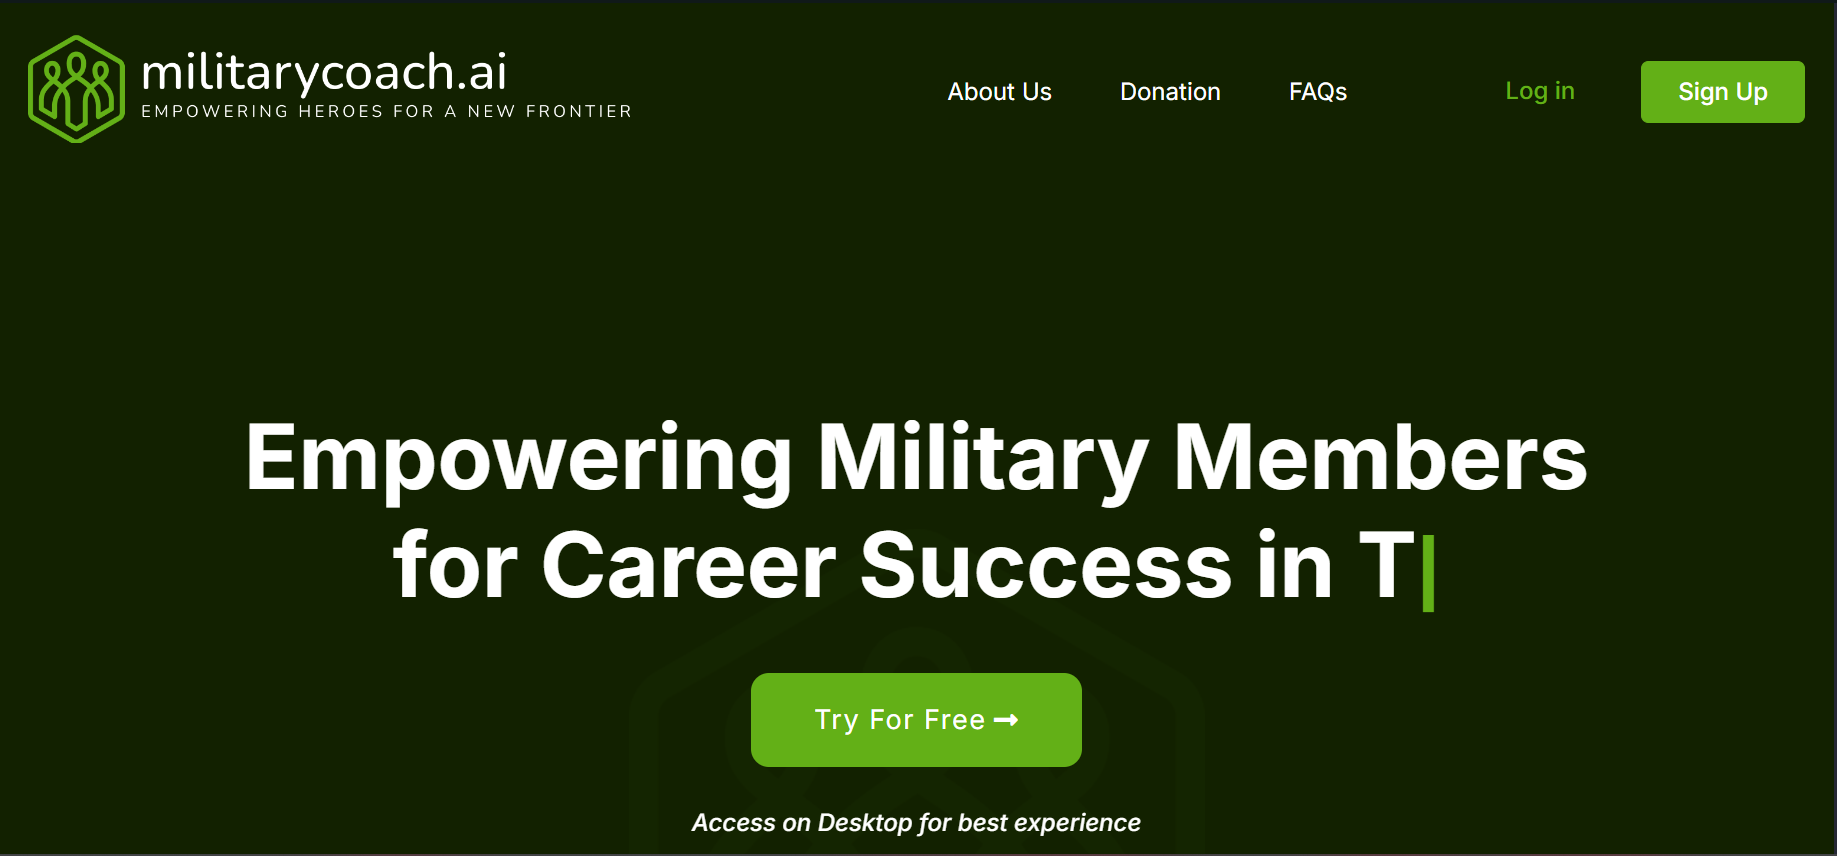 militarycoach.ai
EMPOWERING HEROES FOR A NEW FRONTIER
About Us
Donation
FAQs
Log in
Sign Up
Empowering Military Members
for Career Success in T
Try For Free →
Access on Desktop for best experience